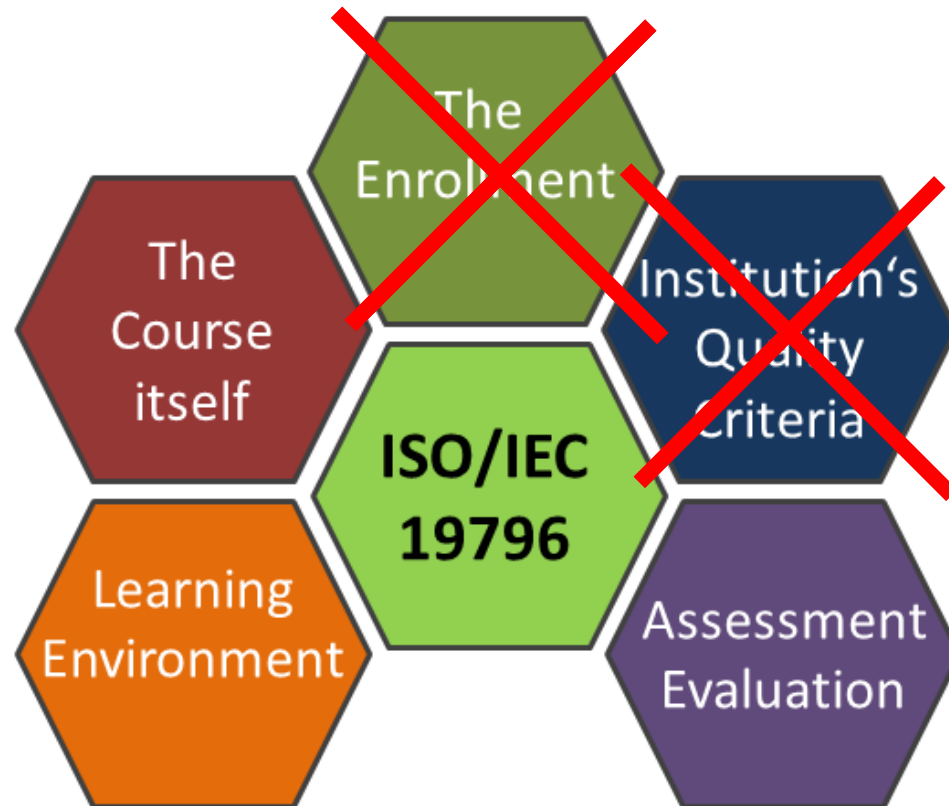 The
Enrollment
The
Course
itself
Institution‘s
Quality
Criteria
ISO/IEC
19796
Learning
Environment
Assessment
Evaluation